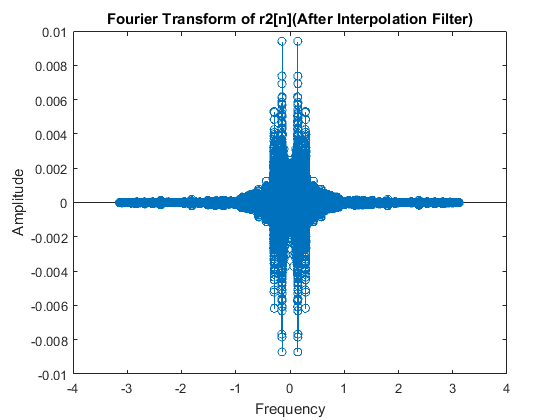 Fourier Transform of r2[n](After Interpolation Filter)
0.01
0.008
0.006
0.004
0.002
0
-0.002
-0.004
-0.006
-0.008
-0.01
Amplitude
-4 -3 -2 -1 0 1 2 3 4
Frequency